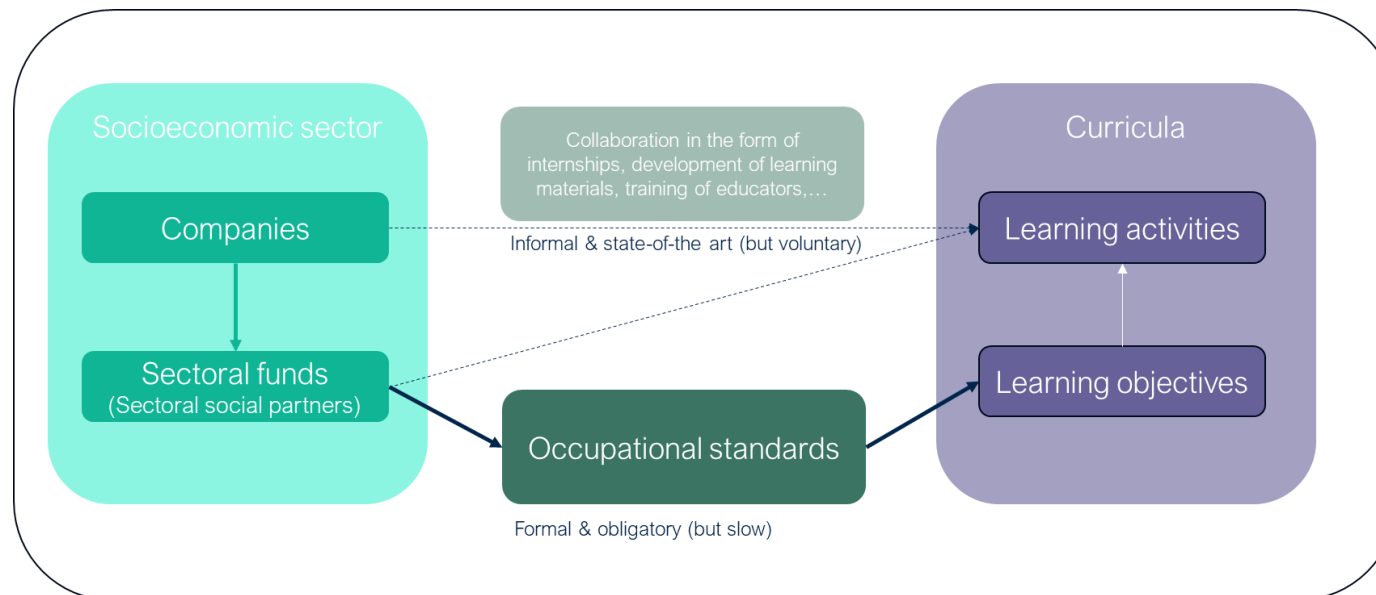 Socioeconomic sector
Companies
Sectoral funds
(Sectoral social partners)
Collaboration in the form of
internships, development of learning
materials, training of educators,...
Informal & state-of-the art (but voluntary)
Occupational standards
Formal & obligatory (but slow)
Curricula
Learning activities
Learning objectives